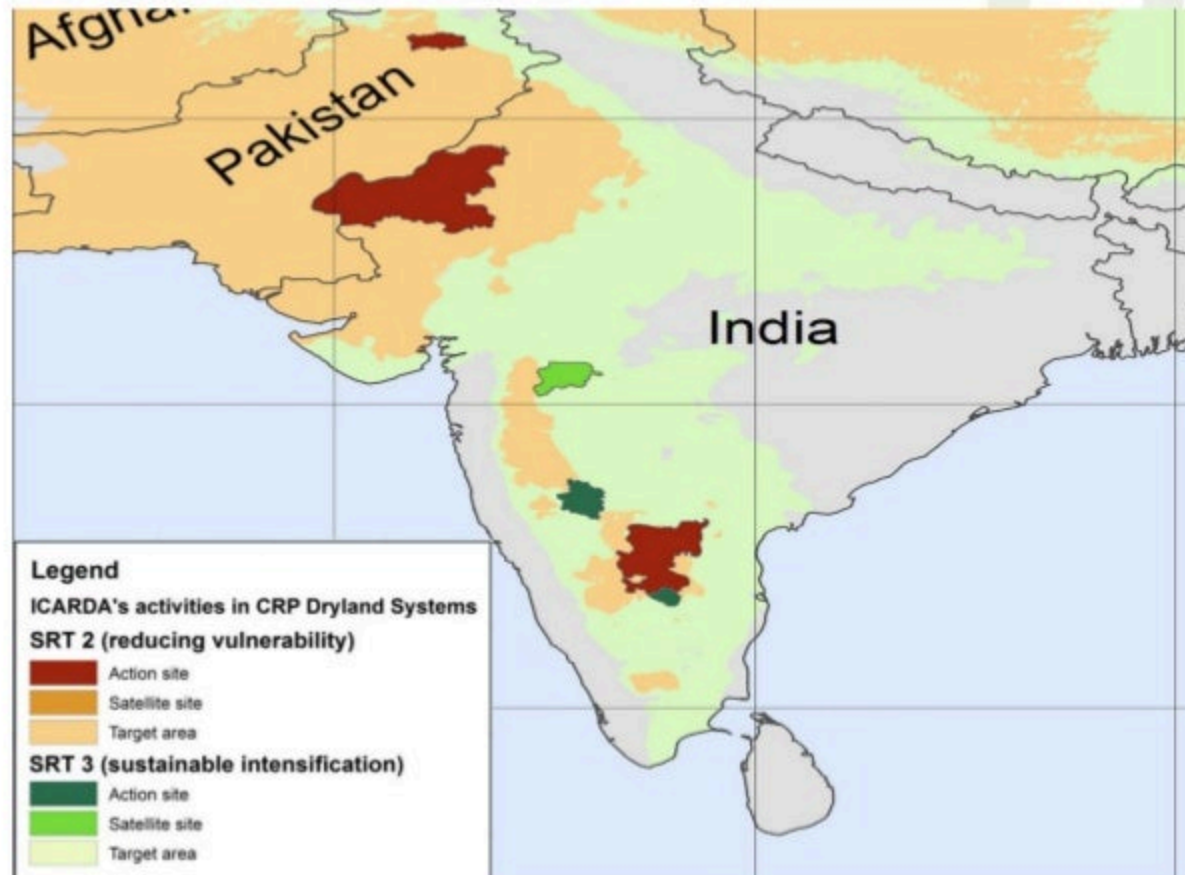 Afghan
Pakistan
India
Legend
ICARDA's activities in CRP Dryland Systems
SRT 2 (reducing vulnerability)
Action site
Satellite site
Target area
SRT 3 (sustainable intensification)
Action site
Satellite site
Target area